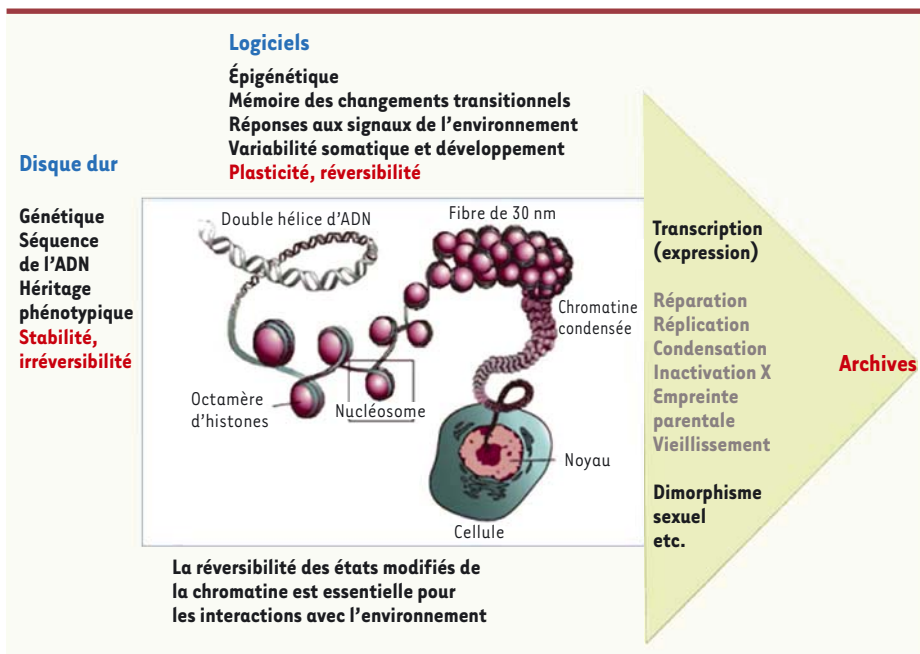 Logiciels
Épigénétique
Mémoire des changements transitionnels
Réponses aux signaux de l'environnement
Variabilité somatique et développement
Plasticité, réversibilité
Disque dur
Génétique
Séquence
de l'ADN
Héritage
phénotypique
Stabilité,
irréversibilité
Double hélice d'ADN
Fibre de 30 nm
Chromatine
condensée
Octamère
d'histones
Nucléosome
Noyau
Cellule
Transcription
(expression)
Réparation
Réplication
Condensation
Inactivation X
Empreinte
parentale
Vieillissement
Dimorphisme
sexuel
etc.
Archives
La réversibilité des états modifiés de
la chromatine est essentielle pour
les interactions avec l'environnement